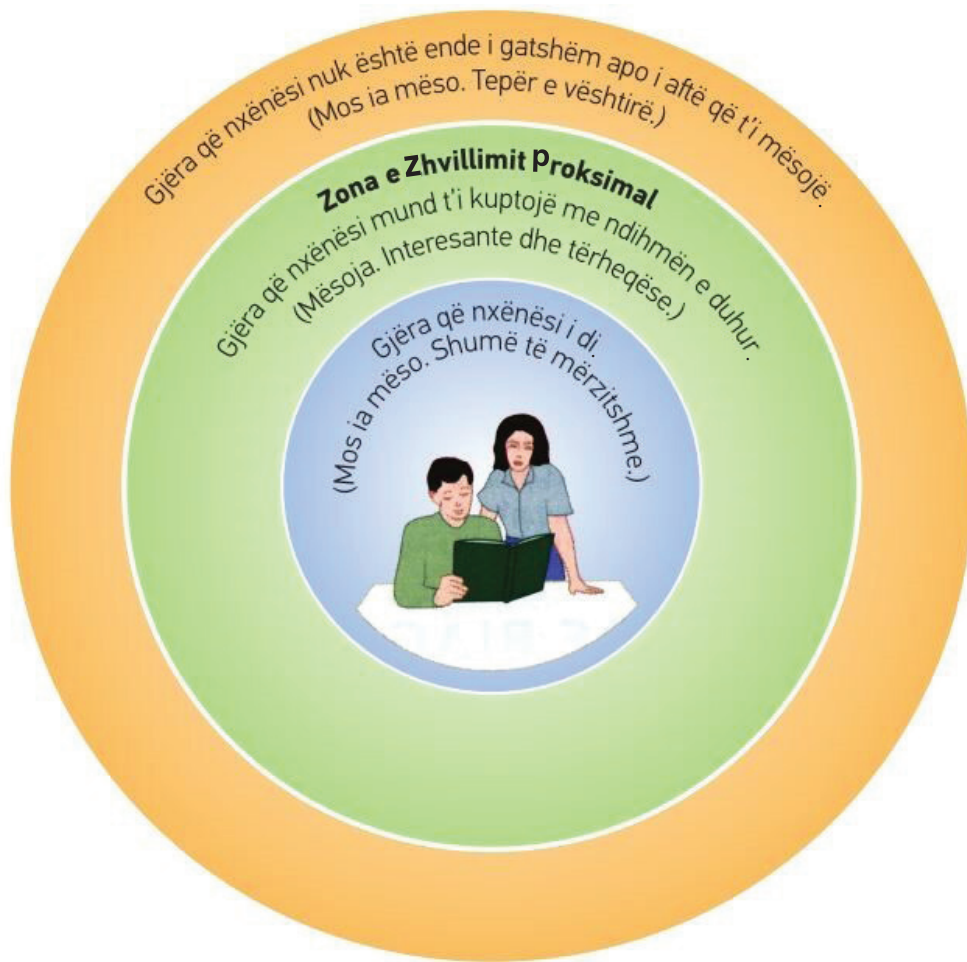 Gjëra që nxënësi nuk është ende i gatshëm apo i aftë që t'i mësojë.
(Mos ia mëso. Tepër e vështirë.)
Zona e Zhvillimit Proksimal
Gjëra që nxënësi mund t'i kuptojë me ndihmën e duhur.
(Mësoja. Interesante dhe tërheqëse.)
Gjëra që nxënësi i di.
(Mos ia mëso. Shumë të mërzitshme.)